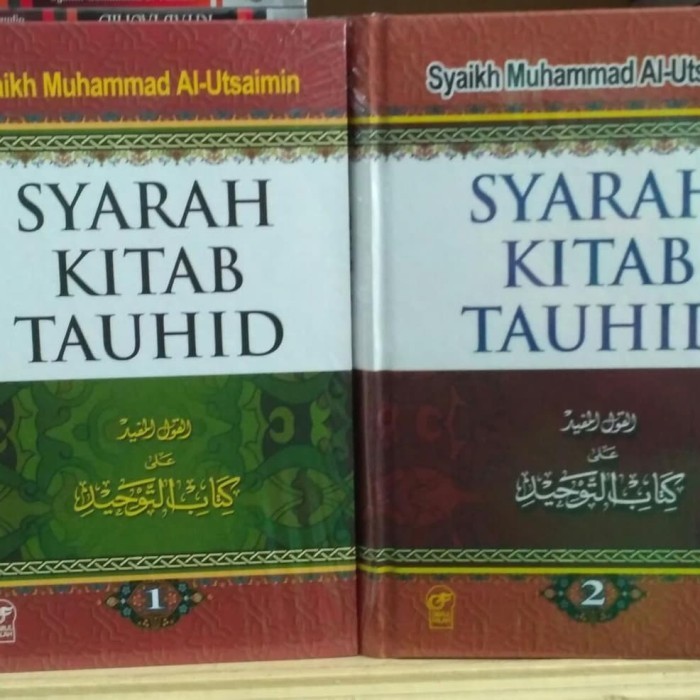 aikh Muhammad Al-Utsaimin
SYARAH
KITAB
TAUHID
القول المفيد
على
كتاب التوحيد
1
Syaikh Muhammad Al-Uts
SYARAH
KITAB
TAUHID
القول المفيد
على
كتاب التوحيد
2